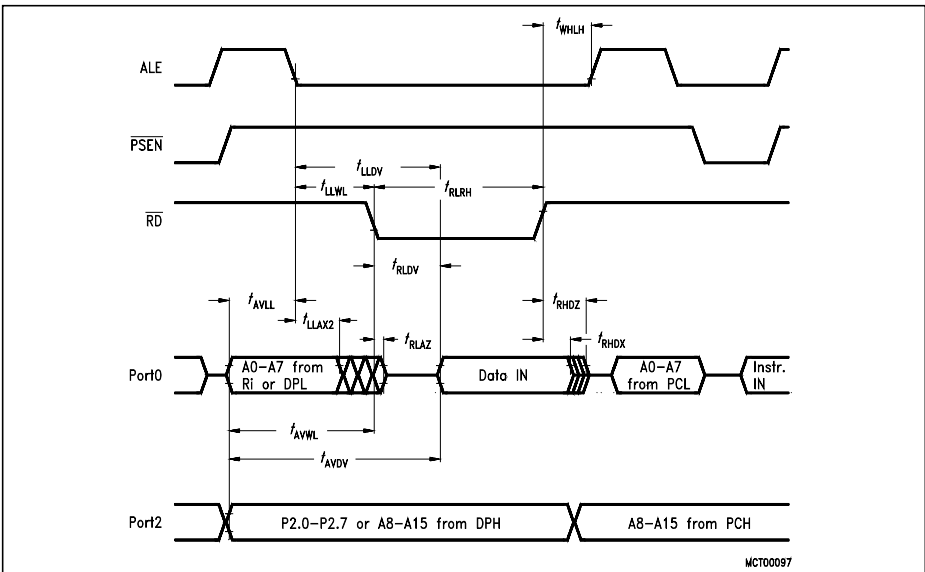 tWHLH
ALE
PSEN
tLLDV
tLLWL
tRLRH
RD
tRLDV
tAVLL
tRHDZ
tLLAX2
tRLAZ
tRHDX
Port0
A0-A7 from
Ri or DPL
Data IN
A0-A7
from PCL
Instr.
IN
tAVWL
tAVDV
Port2
P2.0-P2.7 or A8-A15 from DPH
A8-A15 from PCH
MCT00097